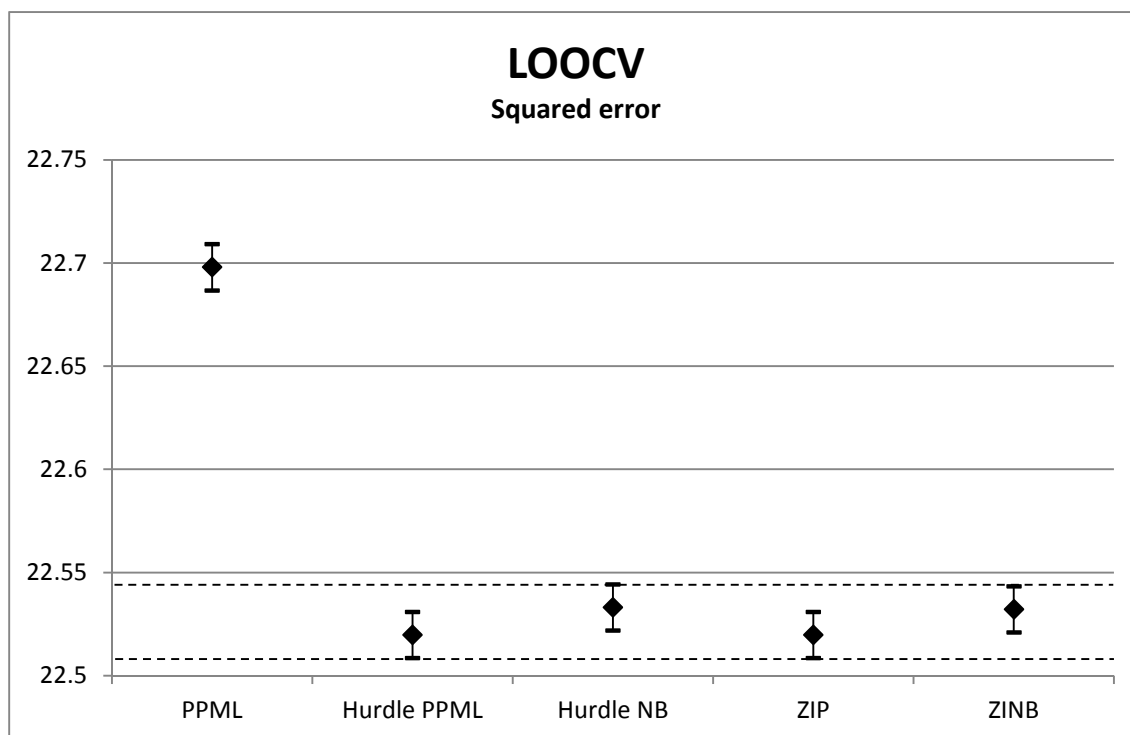 LOOCV
Squared error
22.75
22.7
22.65
22.6
22.55
22.5
PPML Hurdle PPML Hurdle NB ZIP ZINB